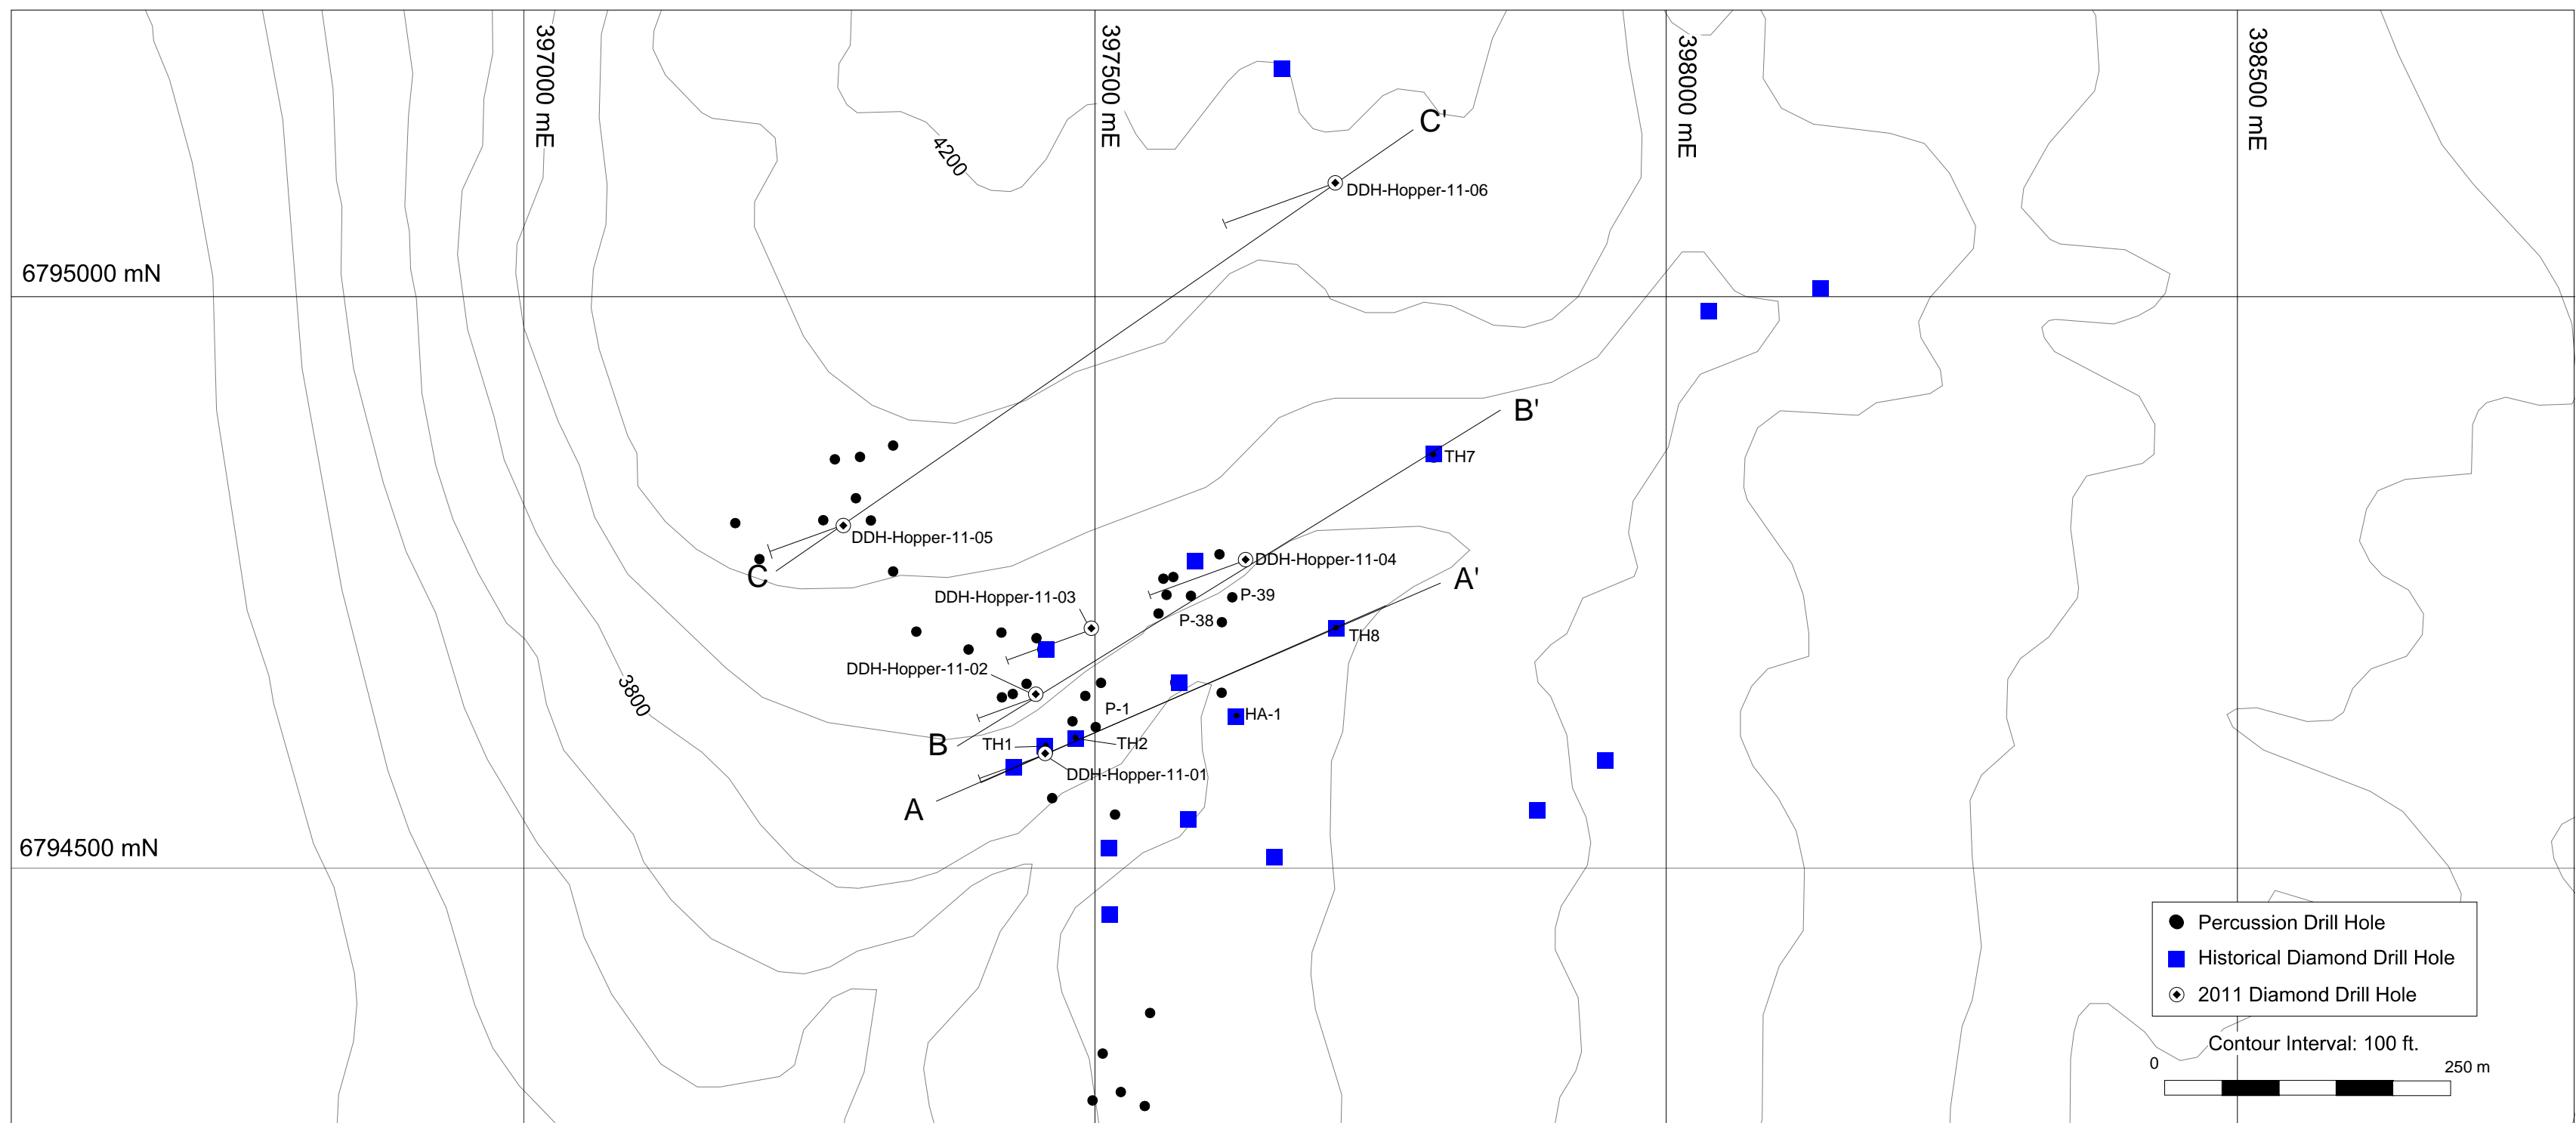 397000 mE
397500 mE
398000 mE
398500 mE
C'
4200
DDH-Hopper-11-06
6795000 mN
B'
TH7
DDH-Hopper-11-05
C
DDH-Hopper-11-04
A'
DDH-Hopper-11-03
P-39
P-38
TH8
DDH-Hopper-11-02
3800
P-1
HA-1
B
TH1
TH2
DDH-Hopper-11-01
A
6794500 mN
Percussion Drill Hole
Historical Diamond Drill Hole
2011 Diamond Drill Hole
Contour Interval: 100 ft.
0
250 m